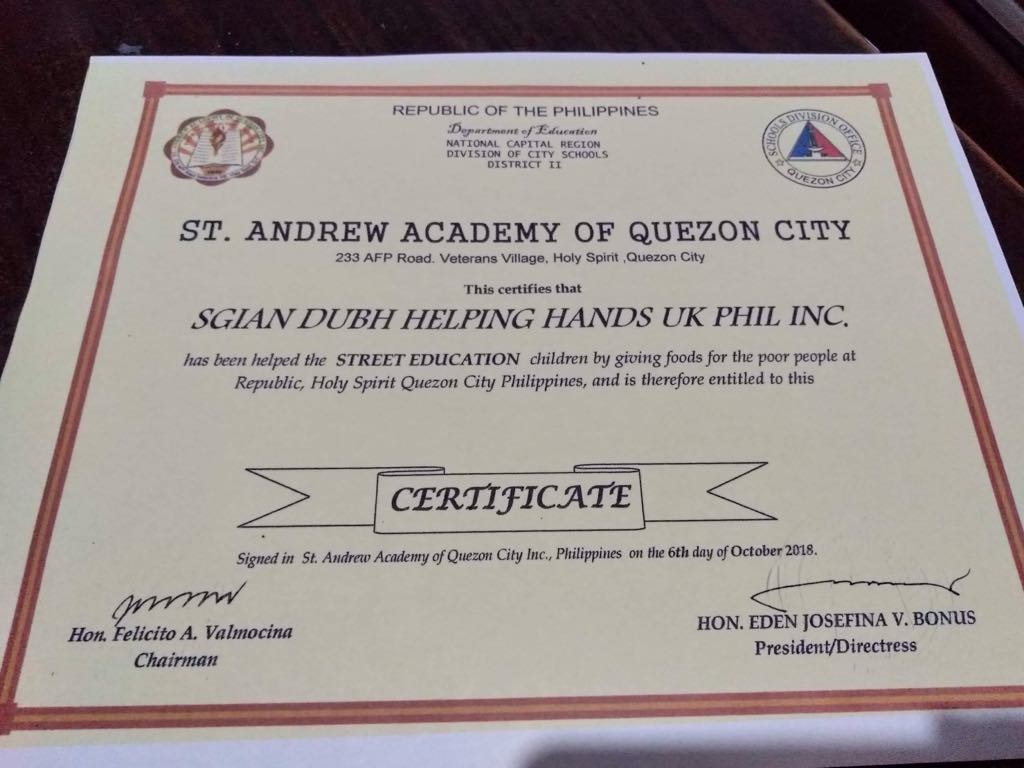 REPUBLIC OF THE PHILIPPINES
Department of Education
NATIONAL CAPITAL REGION
DIVISION OF CITY SCHOOLS
DISTRICT II
SCHOOLS DIVISION OFFICE
QUEZON CITY
ST. ANDREW ACADEMY OF QUEZON CITY
233 AFP Road. Veterans Village, Holy Spirit ,Quezon City
This certifies that
SGIAN DUBH HELPING HANDS UK PHIL INC.
has been helped the STREET EDUCATION children by giving foods for the poor people at
Republic, Holy Spirit Quezon City Philippines, and is therefore entitled to this
CERTIFICATE
Signed in St. Andrew Academy of Quezon City Inc., Philippines on the 6th day of October 2018.
Hon. Felicito A. Valmocina
Chairman
HON. EDEN JOSEFINA V. BONUS
President/Directress